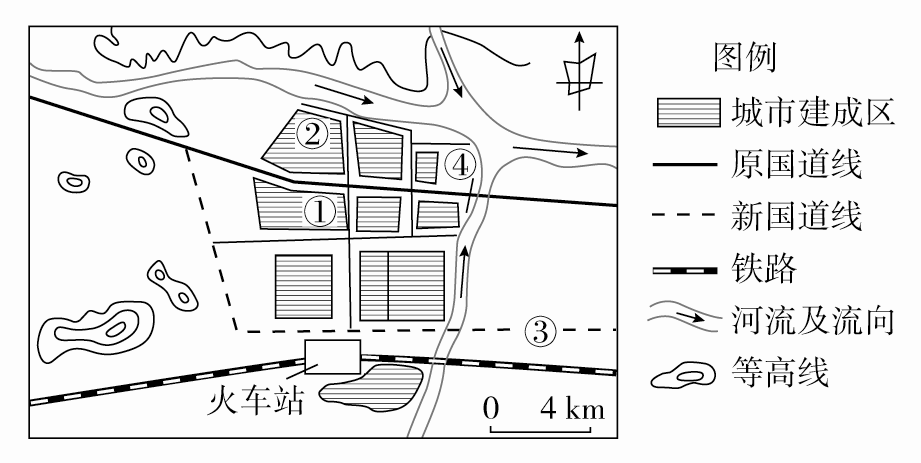 ②
④
①
③
火车站
0 4 km
图例
城市建成区
原国道线
新国道线
铁路
河流及流向
等高线